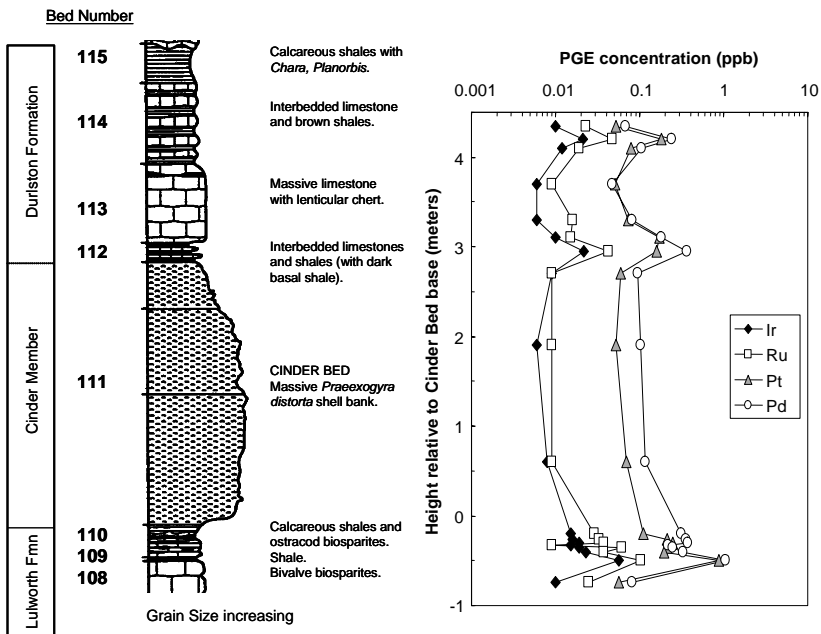 Bed Number
Durlston Formation
Cinder Member
Lulworth Fmn
115
114
113
112
111
110
109
108
Calcareous shales with
Chara, Planorbis.
Interbedded limestone
and brown shales.
Massive limestone
with lenticular chert.
Interbedded limestones
and shales (with dark
basal shale).
CINDER BED
Massive Praeexogyra
distorta shell bank.
Calcareous shales and
ostracod biosparites.
Shale.
Bivalve biosparites.
Grain Size increasing
PGE concentration (ppb)
0.001 0.01 0.1 1 10
Height relative to Cinder Bed base (meters)
4
3
2
1
0
-1
Ir
Ru
Pt
Pd